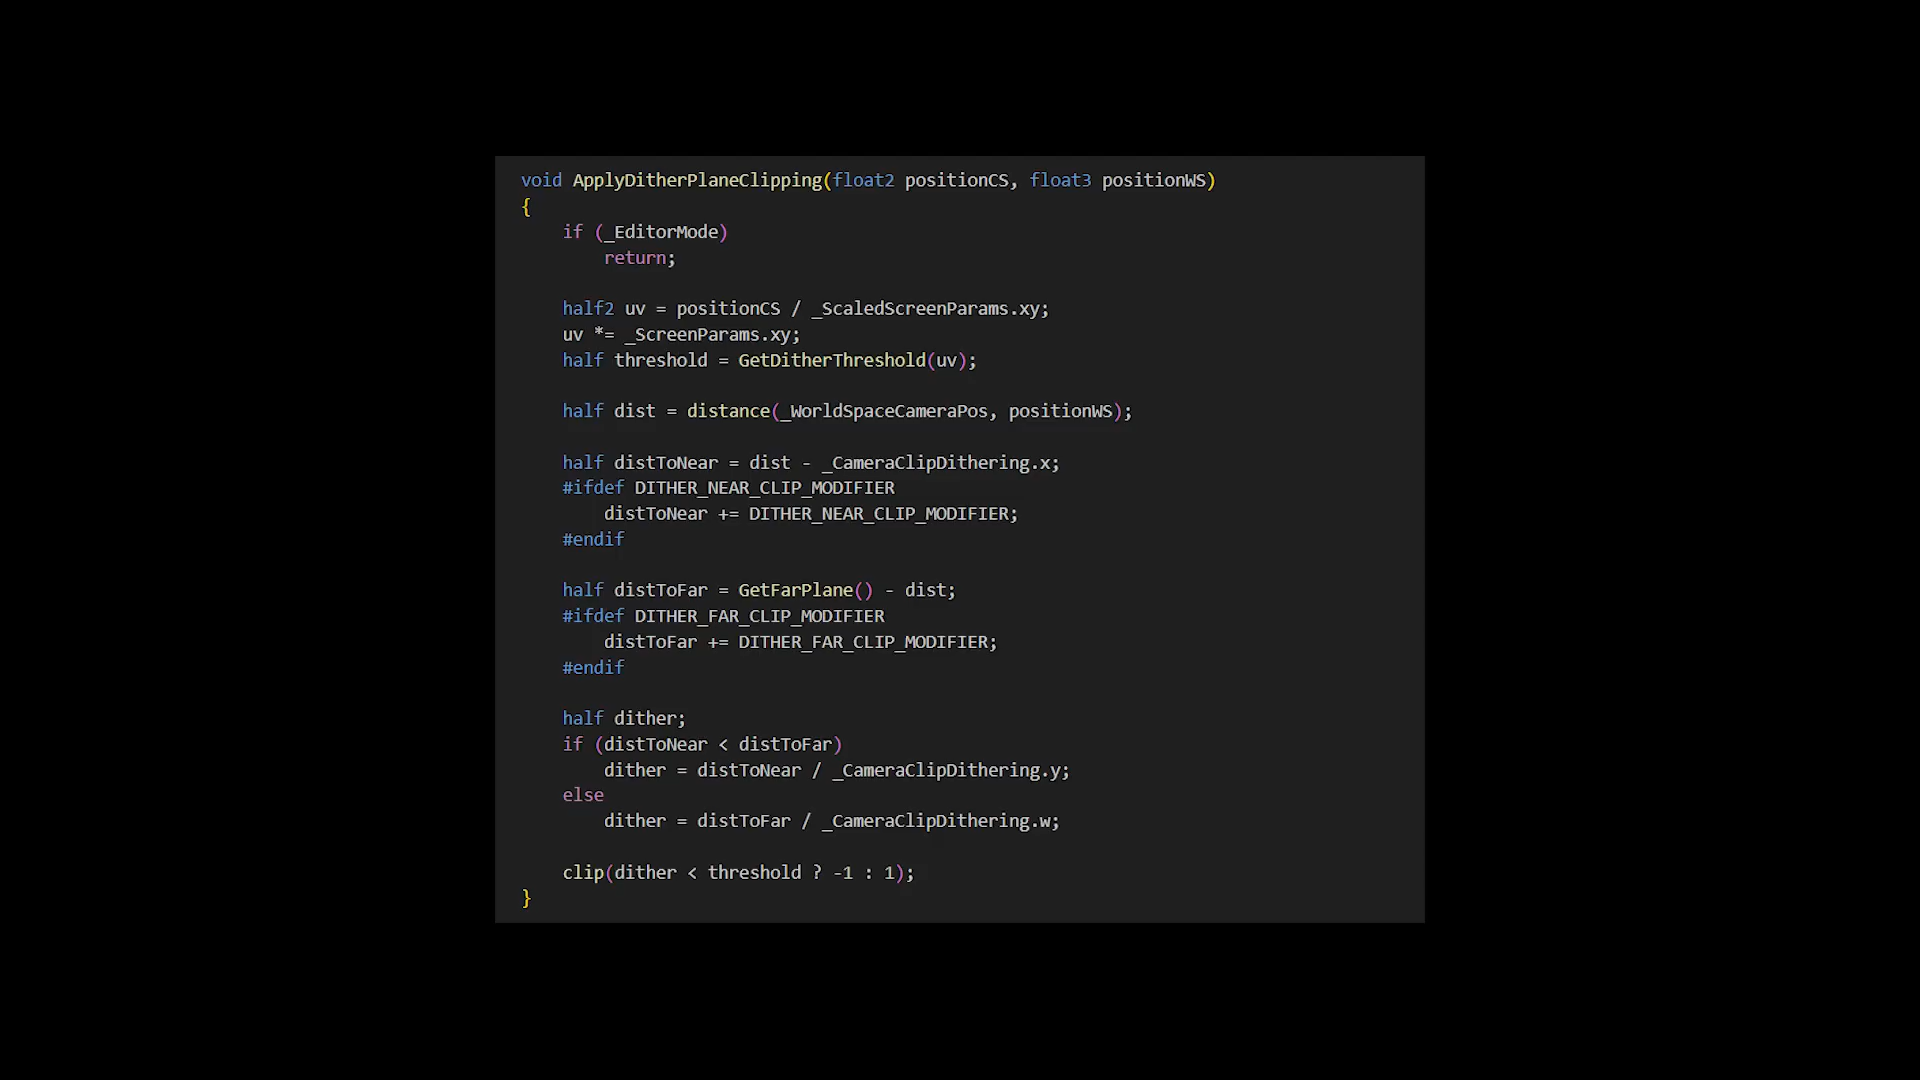 void ApplyDitherPlaneClipping(float2 positionCS, float3 positionWS)
{
    if (_EditorMode)
        return;

    half2 uv = positionCS / _ScaledScreenParams.xy;
    uv *= _ScreenParams.xy;
    half threshold = GetDitherThreshold(uv);

    half dist = distance(_WorldSpaceCameraPos, positionWS);

    half distToNear = dist - _CameraClipDithering.x;
    #ifdef DITHER_NEAR_CLIP_MODIFIER
        distToNear += DITHER_NEAR_CLIP_MODIFIER;
    #endif

    half distToFar = GetFarPlane() - dist;
    #ifdef DITHER_FAR_CLIP_MODIFIER
        distToFar += DITHER_FAR_CLIP_MODIFIER;
    #endif

    half dither;
    if (distToNear < distToFar)
        dither = distToNear / _CameraClipDithering.y;
    else
        dither = distToFar / _CameraClipDithering.w;

    clip(dither < threshold ? -1 : 1);
}